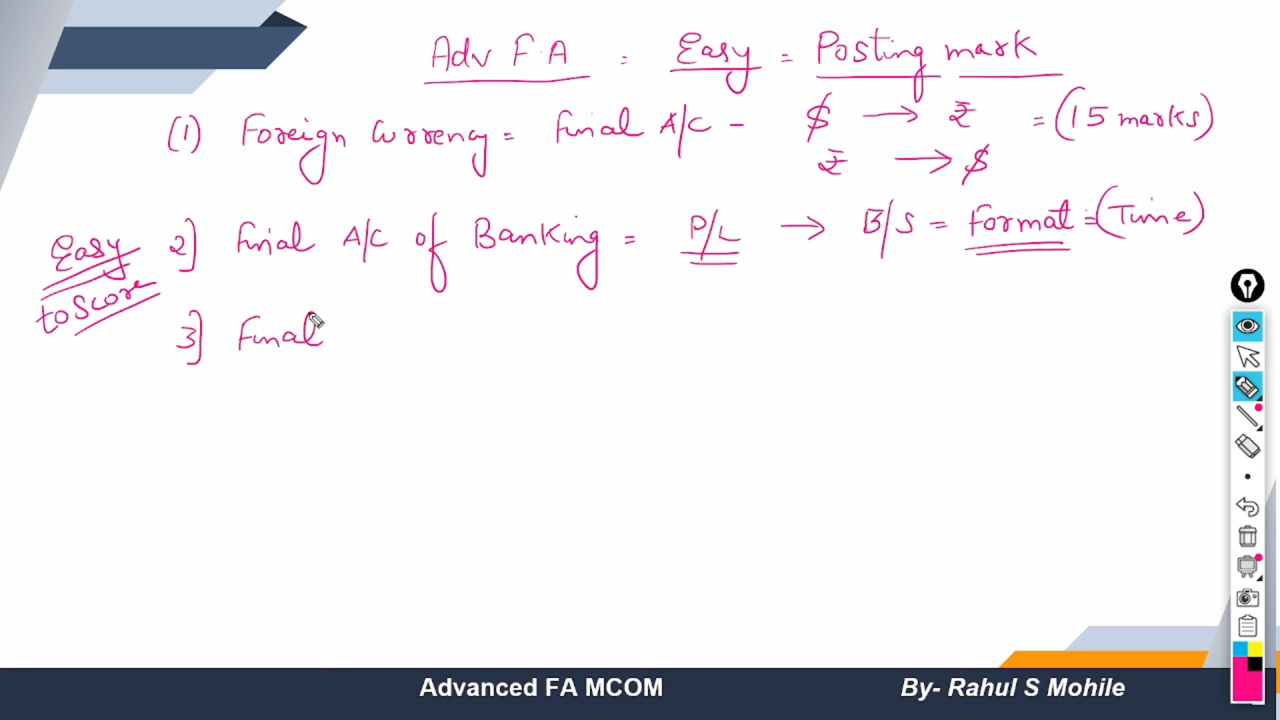 Adv F.A = Easy = Posting mark
(1) Foreign Currency = Final A/C - $ → ₹ = (15 marks)
₹ → $
Easy to Score
2] Final A/C of Banking = P/L → B/S = Format = (Time)
3] Final
Advanced FA MCOM
By- Rahul S Mohile